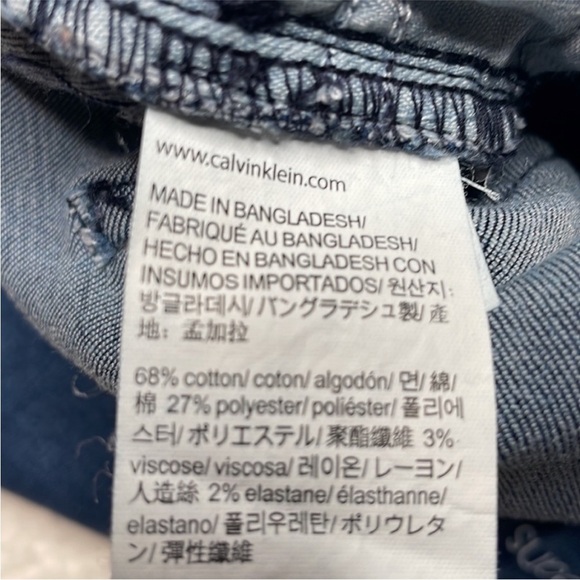 www.calvinklein.com
MADE IN BANGLADESH/
FABRIQUÉ AU BANGLADESH/
HECHO EN BANGLADESH CON
INSUMOS IMPORTADOS/ 원산지:
방글라데시/ バングラデシュ製/ 產
地: 孟加拉
68% cotton/ coton/ algodón/ 면/ 綿/
棉 27% polyester/ poliéster/ 폴리에
스터/ ポリエステル/ 聚酯纖維 3%
viscose/ viscosa/ 레이온/ レーヨン/
人造絲 2% elastane/ élasthanne/
elastano/ 폴리우레탄/ ポリウレタ
ン/ 彈性纖維